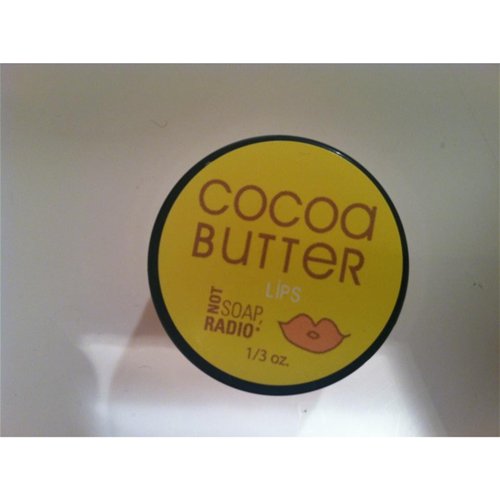 COCOA
BUTTER
LiPS
NOT
SOAP,
RADIO®
1/3 oz.